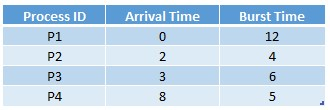 Process ID Arrival Time Burst Time
P1 0 12
P2 2 4
P3 3 6
P4 8 5